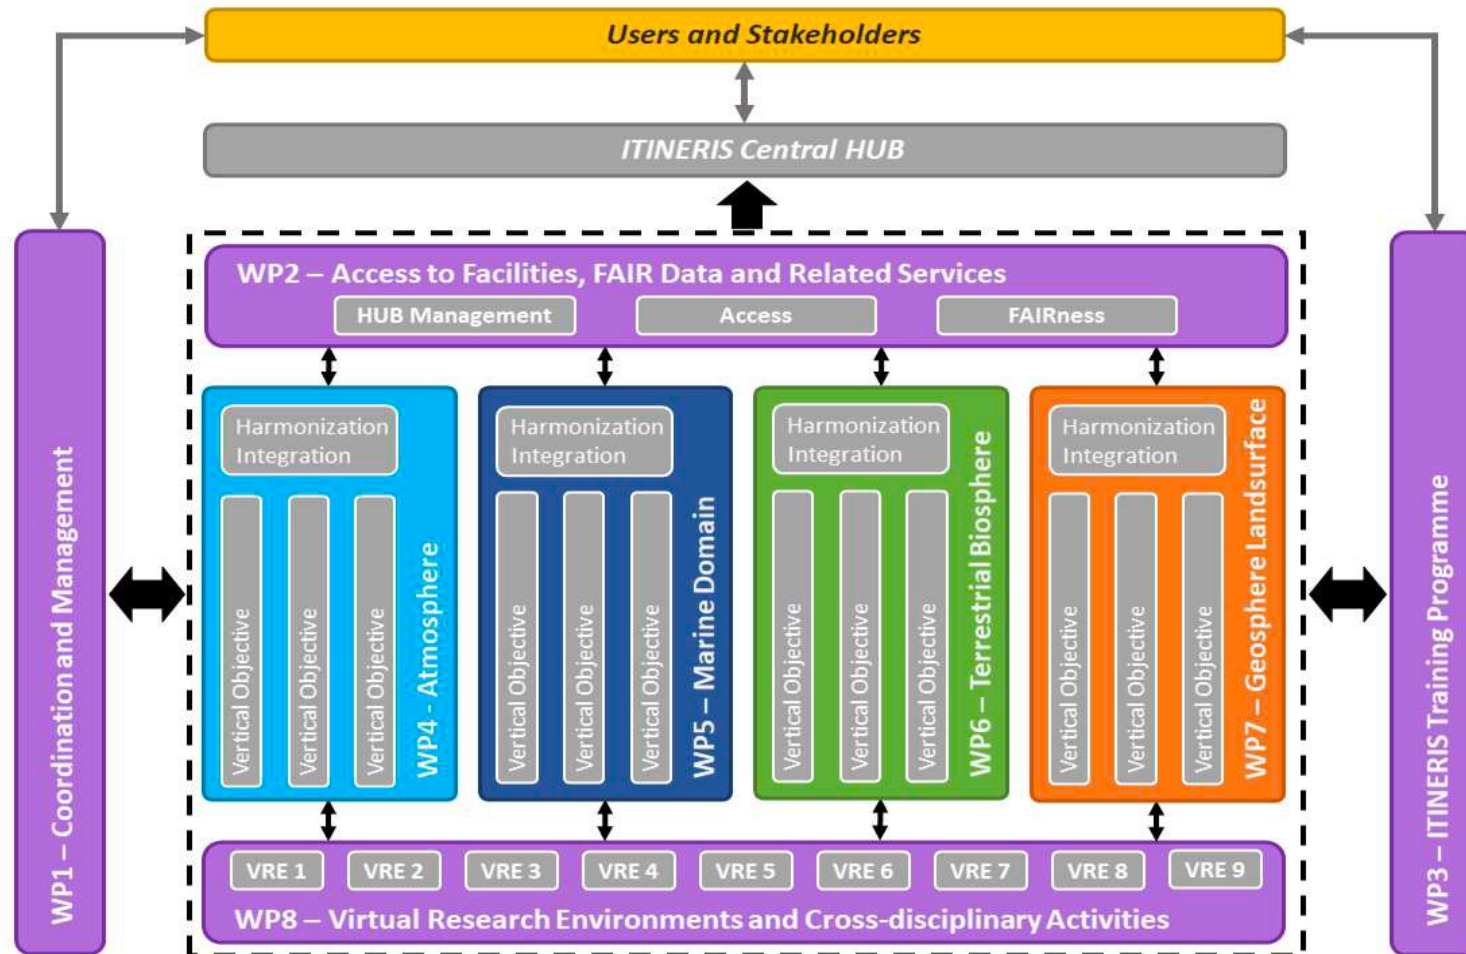 Users and Stakeholders
ITINERIS Central HUB
WP1 – Coordination and Management
WP2 – Access to Facilities, FAIR Data and Related Services
HUB Management
Access
FAIRness
Harmonization
Integration
Vertical Objective
Vertical Objective
Vertical Objective
WP4 - Atmosphere
Harmonization
Integration
Vertical Objective
Vertical Objective
Vertical Objective
WP5 – Marine Domain
Harmonization
Integration
Vertical Objective
Vertical Objective
Vertical Objective
WP6 – Terrestrial Biosphere
Harmonization
Integration
Vertical Objective
Vertical Objective
Vertical Objective
WP7 – Geosphere Landsurface
VRE 1
VRE 2
VRE 3
VRE 4
VRE 5
VRE 6
VRE 7
VRE 8
VRE 9
WP8 – Virtual Research Environments and Cross-disciplinary Activities
WP3 – ITINERIS Training Programme